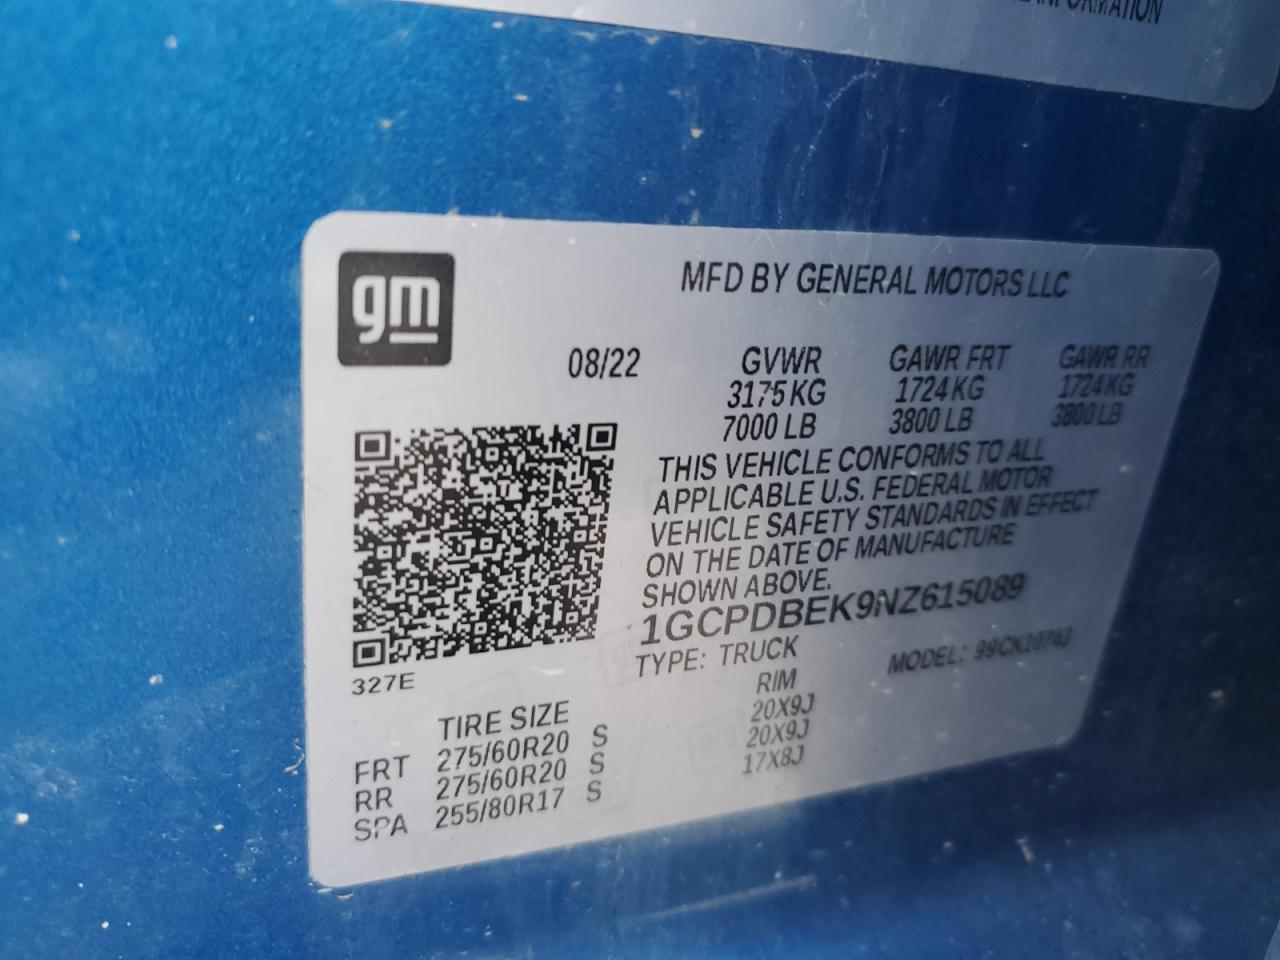 INFORMATION
gm
MFD BY GENERAL MOTORS LLC
08/22 GVWR GAWR FRT GAWR RR
3175 KG 1724 KG 1724 KG
7000 LB 3800 LB 3800 LB
THIS VEHICLE CONFORMS TO ALL
APPLICABLE U.S. FEDERAL MOTOR
VEHICLE SAFETY STANDARDS IN EFFECT
ON THE DATE OF MANUFACTURE
SHOWN ABOVE.
1GCPDBEK9NZ615089
TYPE: TRUCK MODEL: 99CK10743
327E
TIRE SIZE RIM
FRT 275/60R20 S 20X9J
RR 275/60R20 S 20X9J
SPA 255/80R17 S 17X8J